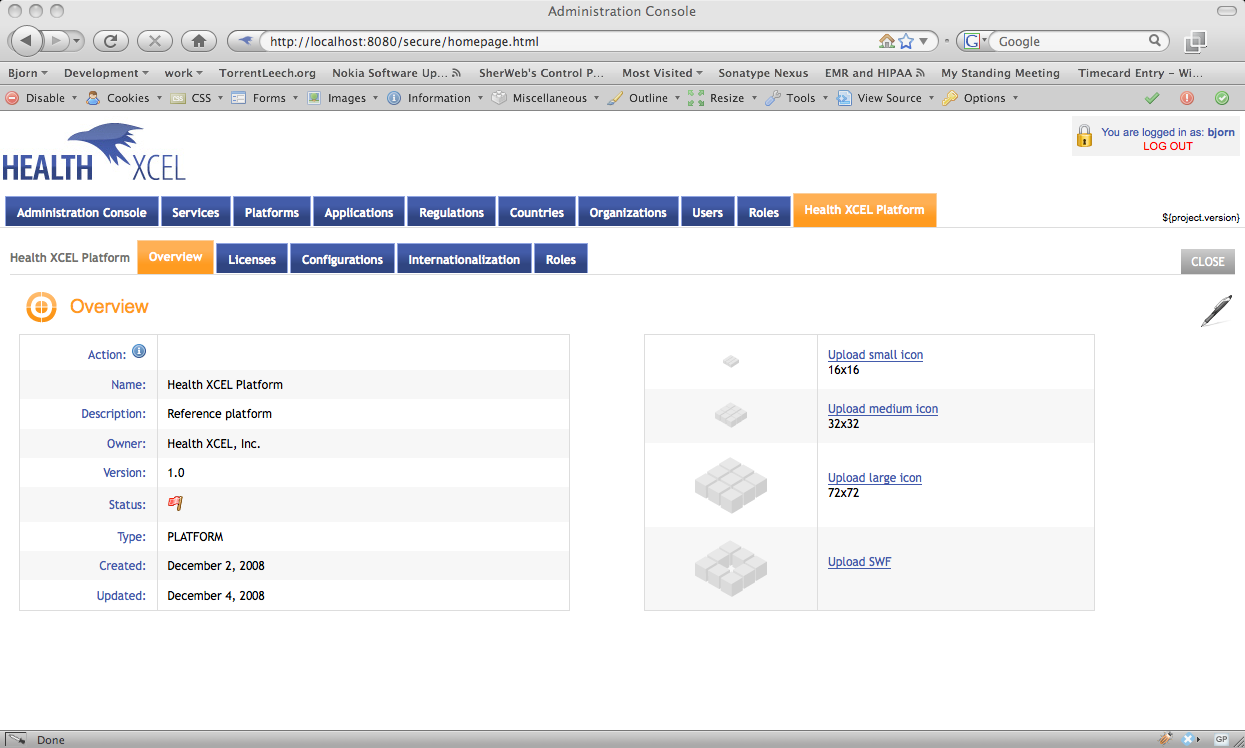 Administration Console
http://localhost:8080/secure/homepage.html
G
Google
Bjorn Development work TorrentLeech.org Nokia Software Up... SherWeb's Control P... Most Visited Sonatype Nexus EMR and HIPAA My Standing Meeting Timecard Entry – Wi...
Disable Cookies CSS Forms Images Information Miscellaneous Outline Resize Tools View Source Options
HEALTH XCEL
You are logged in as: bjorn
LOG OUT
Administration Console Services Platforms Applications Regulations Countries Organizations Users Roles Health XCEL Platform
${project.version}
Health XCEL Platform Overview Licenses Configurations Internationalization Roles
CLOSE
Overview
Action:
Name: Health XCEL Platform
Description: Reference platform
Owner: Health XCEL, Inc.
Version: 1.0
Status:
Type: PLATFORM
Created: December 2, 2008
Updated: December 4, 2008
Upload small icon
16x16
Upload medium icon
32x32
Upload large icon
72x72
Upload SWF
Done
GP